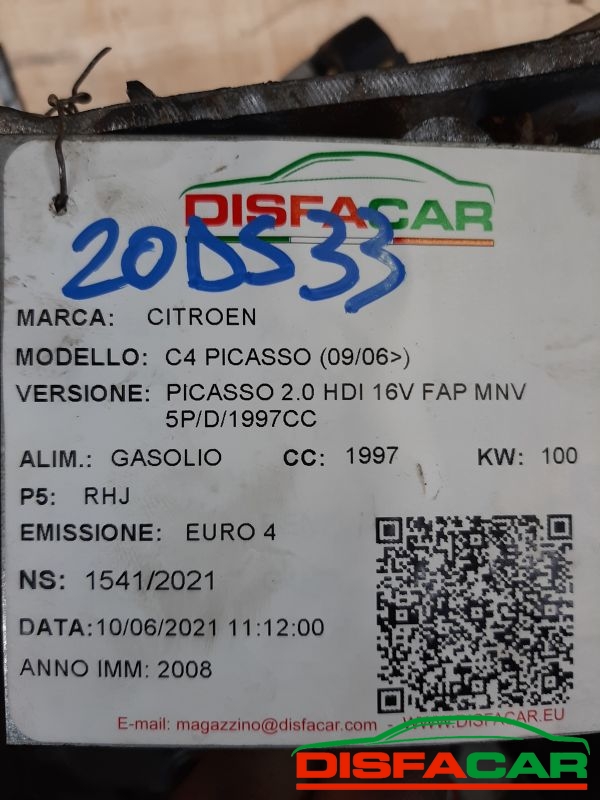 DISFACAR
20DS33
MARCA: CITROEN
MODELLO: C4 PICASSO (09/06>)
VERSIONE: PICASSO 2.0 HDI 16V FAP MNV
5P/D/1997CC
ALIM.: GASOLIO CC: 1997 KW: 100
P5: RHJ
EMISSIONE: EURO 4
NS: 1541/2021
DATA:10/06/2021 11:12:00
ANNO IMM: 2008
E-mail: magazzino@disfacar.com - WWW.DISFACAR.EU
DISFACAR